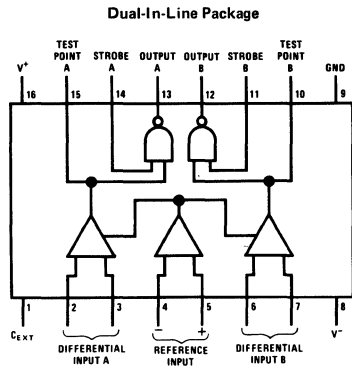 Dual-In-Line Package
TEST POINT A
STROBE A
OUTPUT A
OUTPUT B
STROBE B
TEST POINT B
V+
GND
16 15 14 13 12 11 10 9
1 2 3 4 5 6 7 8
− +
CEXT
DIFFERENTIAL INPUT A
REFERENCE INPUT
DIFFERENTIAL INPUT B
V−